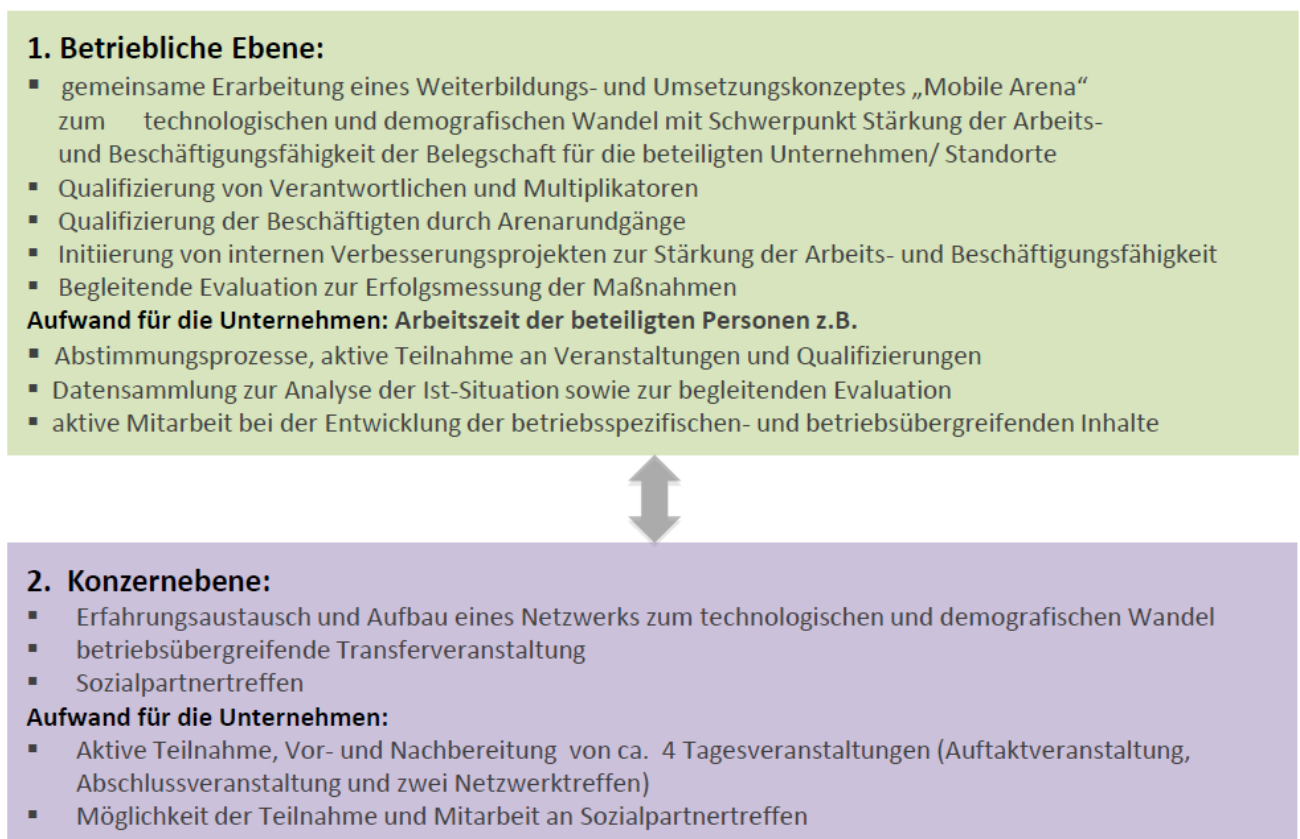 1. Betriebliche Ebene:
▪ gemeinsame Erarbeitung eines Weiterbildungs- und Umsetzungskonzeptes „Mobile Arena“
zum technologischen und demografischen Wandel mit Schwerpunkt Stärkung der Arbeits-
und Beschäftigungsfähigkeit der Belegschaft für die beteiligten Unternehmen/ Standorte
▪ Qualifizierung von Verantwortlichen und Multiplikatoren
▪ Qualifizierung der Beschäftigten durch Arenarundgänge
▪ Initiierung von internen Verbesserungsprojekten zur Stärkung der Arbeits- und Beschäftigungsfähigkeit
▪ Begleitende Evaluation zur Erfolgsmessung der Maßnahmen
Aufwand für die Unternehmen: Arbeitszeit der beteiligten Personen z.B.
▪ Abstimmungsprozesse, aktive Teilnahme an Veranstaltungen und Qualifizierungen
▪ Datensammlung zur Analyse der Ist-Situation sowie zur begleitenden Evaluation
▪ aktive Mitarbeit bei der Entwicklung der betriebsspezifischen- und betriebsübergreifenden Inhalte
2. Konzernebene:
▪ Erfahrungsaustausch und Aufbau eines Netzwerks zum technologischen und demografischen Wandel
▪ betriebsübergreifende Transferveranstaltung
▪ Sozialpartnertreffen
Aufwand für die Unternehmen:
▪ Aktive Teilnahme, Vor- und Nachbereitung von ca. 4 Tagesveranstaltungen (Auftaktveranstaltung,
Abschlussveranstaltung und zwei Netzwerktreffen)
▪ Möglichkeit der Teilnahme und Mitarbeit an Sozialpartnertreffen